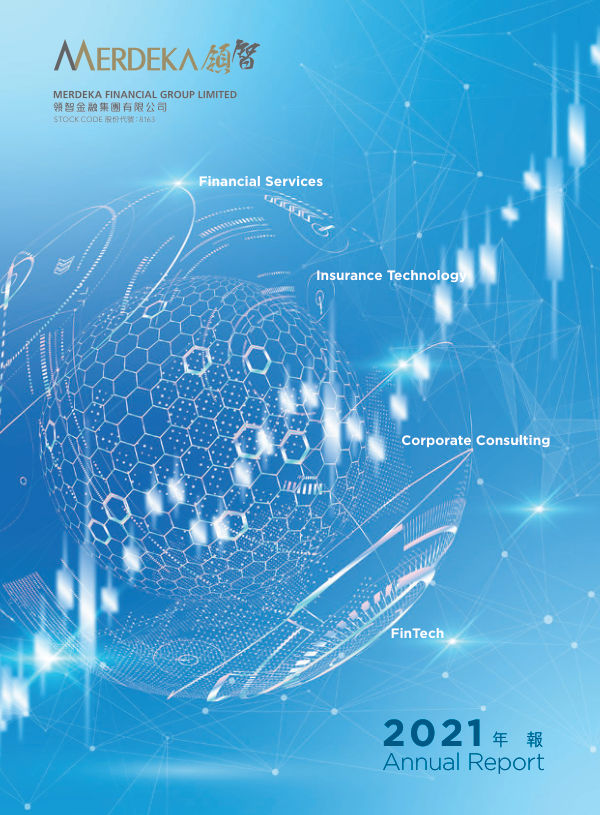 MERDEKA 領智
MERDEKA FINANCIAL GROUP LIMITED
領智金融集團有限公司
STOCK CODE 股份代號：8163
Financial Services
Insurance Technology
Corporate Consulting
FinTech
2021 年 報
Annual Report